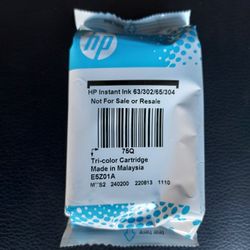 hp
HP Instant Ink 63/302/65/304
Not For Sale or Resale
75Q
Tri-color Cartridge
Made in Malaysia
E5Z01A
240200 220813 1110